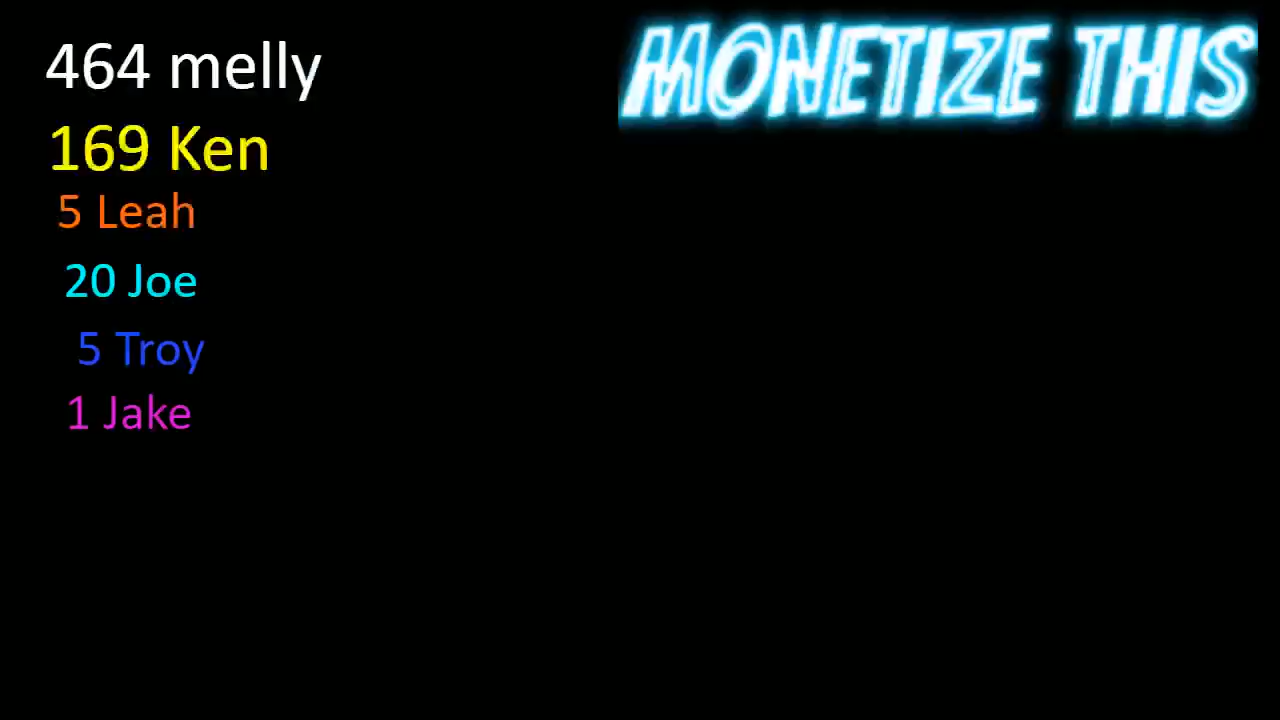 464 melly
MONETIZE THIS
169 Ken
5 Leah
20 Joe
5 Troy
1 Jake